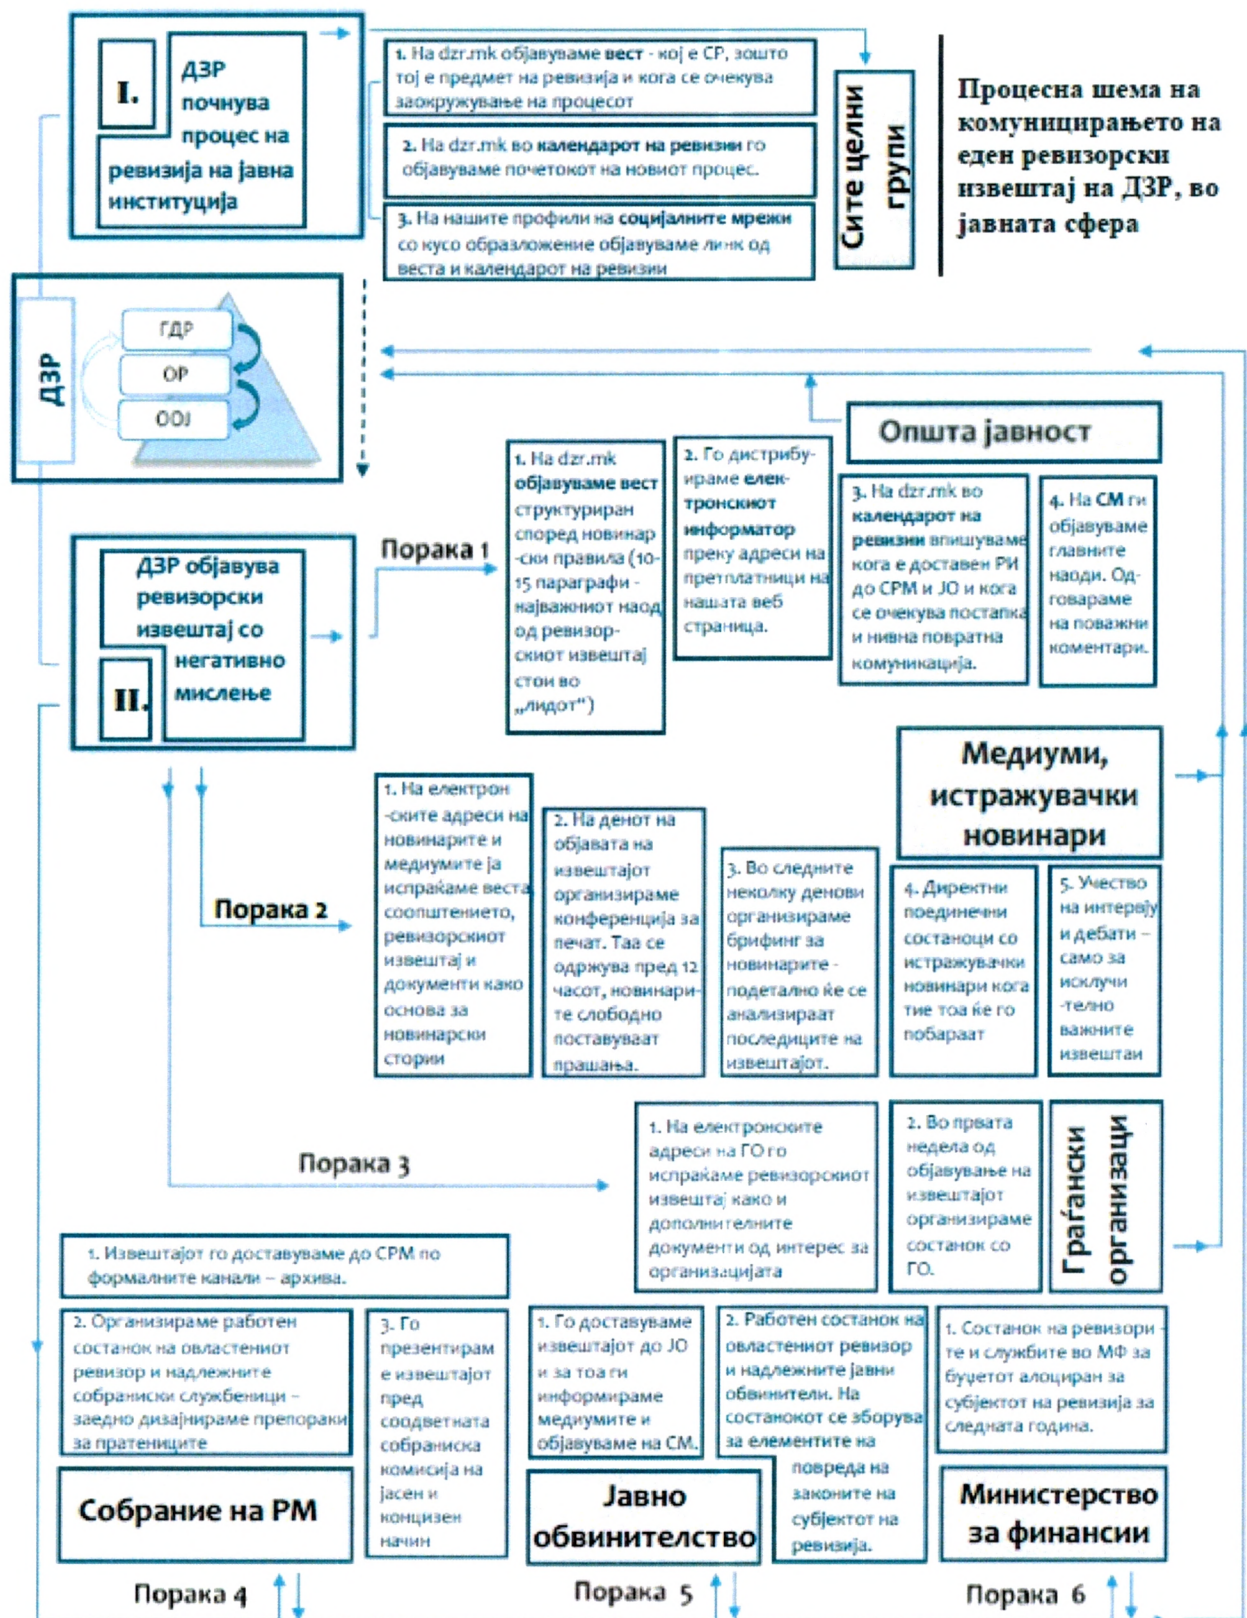 I.
ДЗР
почнува
процес на
ревизија на јавна
институција
1. На dzr.mk објавуваме вест - кој е СР, зошто
тој е предмет на ревизија и кога се очекува
заокружување на процесот
2. На dzr.mk во календарот на ревизии го
објавуваме почетокот на новиот процес.
3. На нашите профили на социјалните мрежи
со кусо образложение објавуваме линк од
веста и календарот на ревизии
Сите целни
групи
Процесна шема на
комуницирањето на
еден ревизорски
извештај на ДЗР, во
јавната сфера
ДЗР
ГДР
ОР
ООЈ
Општа јавност
ДЗР објавува
ревизорски
извештај со
негативно
мислење
II.
Порака 1
1. На dzr.mk
објавуваме вест
структуриран
според новинар
-ски правила (10-
15 параграфи -
најважниот наод
од ревизор-
скиот извештај
стои во
„лидот“)
2. Го дистрибу-
ираме елек-
тронскиот
информатор
преку адреси на
претплатници на
нашата веб
страница.
3. На dzr.mk во
календарот на
ревизии впишуваме
кога е доставен РИ
до СРМ и ЈО и кога
се очекува постапка
и нивна повратна
комуникација.
4. На СМ ги
објавуваме
главните
наоди. Од-
говараме
на поважни
коментари.
Медиуми,
истражувачки
новинари
Порака 2
1. На електрон
-ските адреси на
новинарите и
медиумите ја
испраќаме веста
соопштението,
ревизорскиот
извештај и
документи како
основа за
новинарски
стории
2. На денот на
објавата на
извештајот
организираме
конференција за
печат. Таа се
одржува пред 12
часот, новинари-
те слободно
поставуваат
прашања.
3. Во следните
неколку денови
организираме
брифинг за
новинарите -
подетално ќе се
анализираат
последиците на
извештајот.
4. Директни
поединечни
состаноци со
истражувачки
новинари кога
тие тоа ќе го
побараат
5. Учество
на интервју
и дебати –
само за
исклучи
-телно
важните
извештаи
Порака 3
1. На електронските
адреси на ГО го
испраќаме ревизорскиот
извештај како и
дополнителните
документи од интерес за
организацијата
2. Во првата
недела од
објавување на
извештајот
организираме
состанок со
ГО.
Граѓански
организаци
1. Извештајот го доставуваме до СРМ по
формалните канали – архива.
2. Организираме работен
состанок на овластениот
ревизор и надлежните
собраниски службеници –
заедно дизајнираме препораки
за пратениците
3. Го
презентирам
е извештајот
пред
соодветната
собраниска
комисија на
јасен и
концизен
начин
1. Го доставуваме
извештајот до ЈО
и за тоа ги
информираме
медиумите и
објавуваме на СМ.
2. Работен состанок на
овластениот ревизор
и надлежните јавни
обвинители. На
состанокот се зборува
за елементите на
повреда на
законите на
субјектот на
ревизија.
1. Состанок на ревизори -
те и службите во МФ за
буџетот алоциран за
субјектот на ревизија за
следната година.
Собрание на РМ
Јавно
обвинителство
Министерство
за финансии
Порака 4
Порака 5
Порака 6